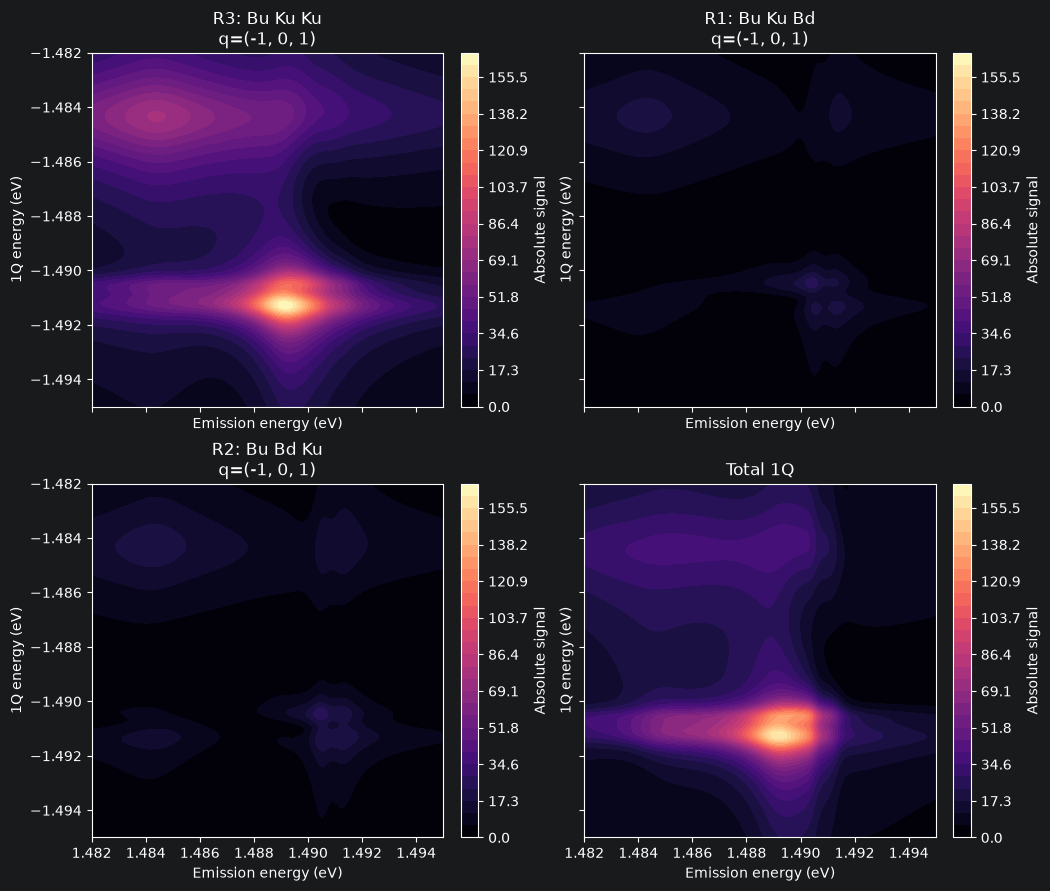 R3: Bu Ku Ku
q=(-1, 0, 1)
−1.482
−1.484
−1.486
−1.488
−1.490
−1.492
−1.494
1Q energy (eV)
Emission energy (eV)
155.5
138.2
120.9
103.7
86.4
69.1
51.8
34.6
17.3
0.0
Absolute signal
R1: Bu Ku Bd
q=(-1, 0, 1)
1Q energy (eV)
Emission energy (eV)
155.5
138.2
120.9
103.7
86.4
69.1
51.8
34.6
17.3
0.0
Absolute signal
R2: Bu Bd Ku
q=(-1, 0, 1)
−1.482
−1.484
−1.486
−1.488
−1.490
−1.492
−1.494
1Q energy (eV)
1.482 1.484 1.486 1.488 1.490 1.492 1.494
Emission energy (eV)
155.5
138.2
120.9
103.7
86.4
69.1
51.8
34.6
17.3
0.0
Absolute signal
Total 1Q
1Q energy (eV)
1.482 1.484 1.486 1.488 1.490 1.492 1.494
Emission energy (eV)
155.5
138.2
120.9
103.7
86.4
69.1
51.8
34.6
17.3
0.0
Absolute signal